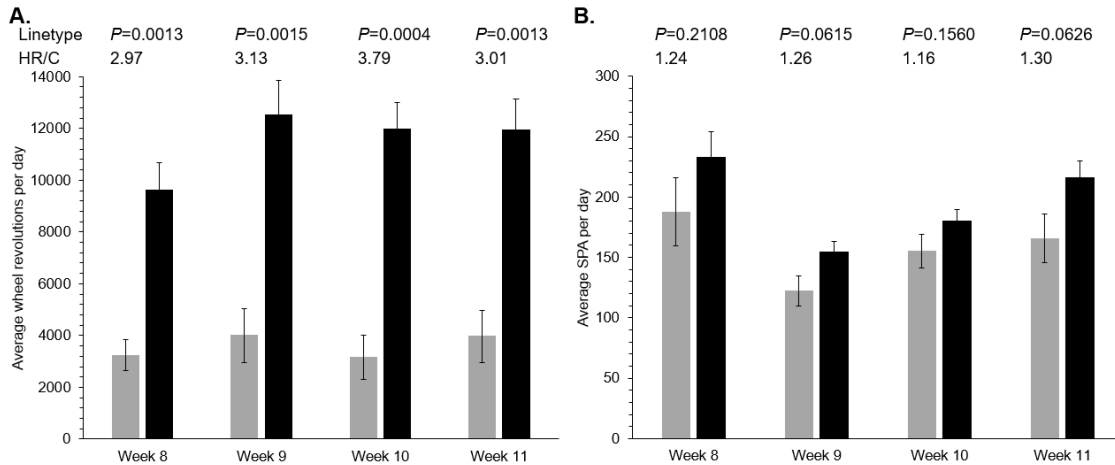 A.
Linetype P=0.0013 P=0.0015 P=0.0004 P=0.0013
HR/C 2.97 3.13 3.79 3.01
14000
12000
10000
8000
6000
4000
2000
0
Average wheel revolutions per day
Week 8 Week 9 Week 10 Week 11
B.
P=0.2108 P=0.0615 P=0.1560 P=0.0626
1.24 1.26 1.16 1.30
300
250
200
150
100
50
0
Average SPA per day
Week 8 Week 9 Week 10 Week 11